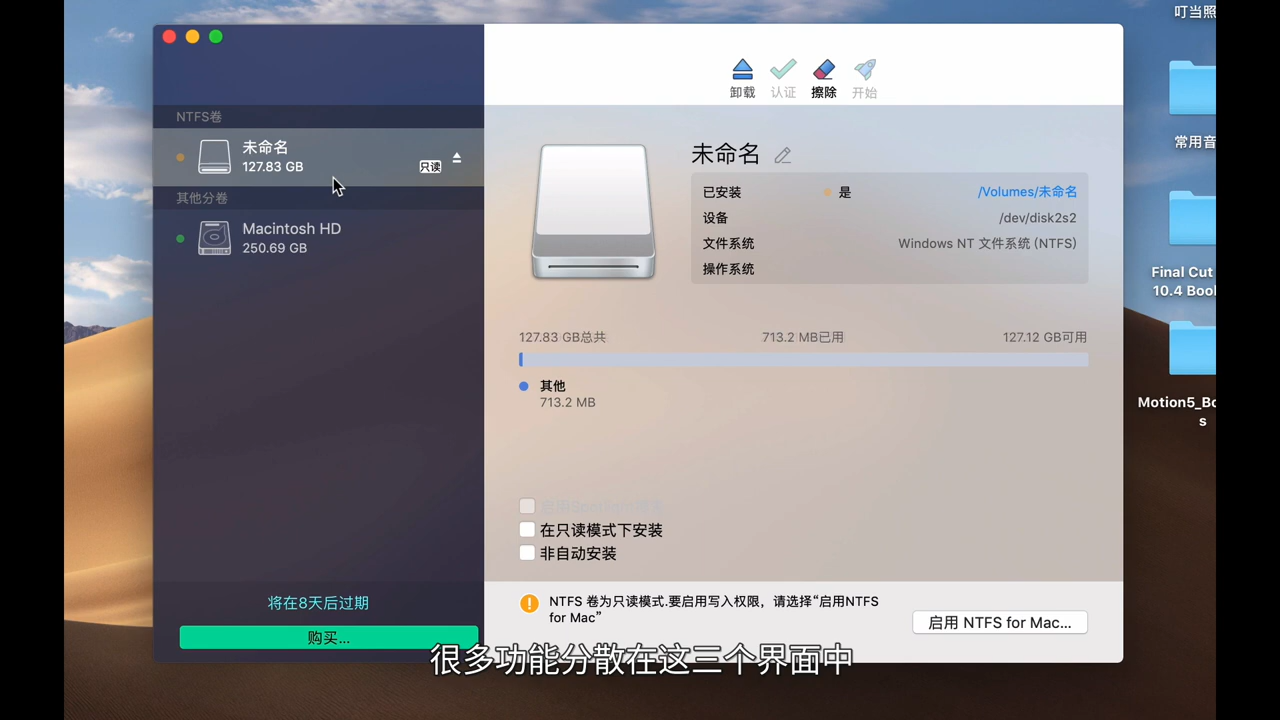 叮当照
卸载
认证
擦除
开始
NTFS卷
未命名
127.83 GB
只读
其他分卷
Macintosh HD
250.69 GB
未命名
已安装 是 /Volumes/未命名
设备 /dev/disk2s2
文件系统 Windows NT 文件系统 (NTFS)
操作系统
127.83 GB总共 713.2 MB已用 127.12 GB可用
其他
713.2 MB
在只读模式下安装
非自动安装
将在8天后过期
购买...
NTFS 卷为只读模式.要启用写入权限，请选择“启用NTFS
for Mac”
启用 NTFS for Mac...
常用音
Final Cut
10.4 Book
Motion5_Bo
s
很多功能分散在这三个界面中